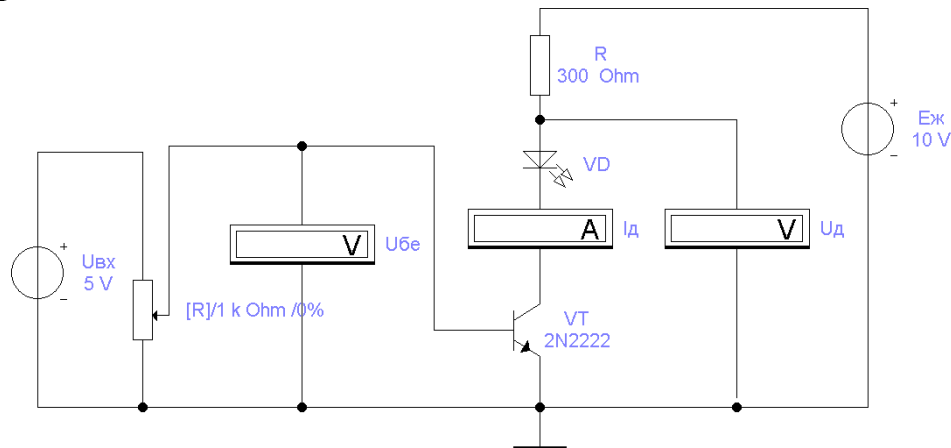 R
300 Ohm
Eж
10 V
VD
V
Uбе
A
Iд
V
Uд
Uвх
5 V
[R]/1 k Ohm /0%
VT
2N2222